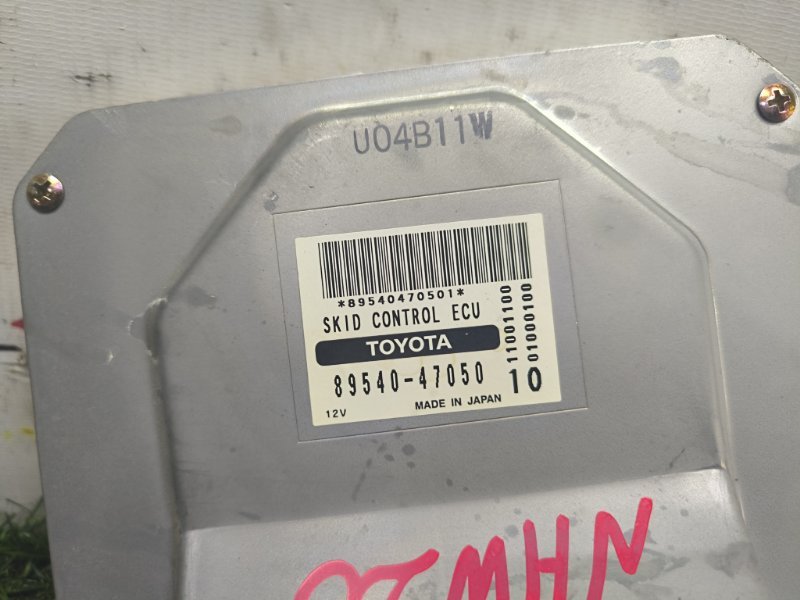 U04B11W
*89540470501*
SKID CONTROL ECU
TOYOTA
89540-47050
10
12V
MADE IN JAPAN
11001100
01000100
NHW20